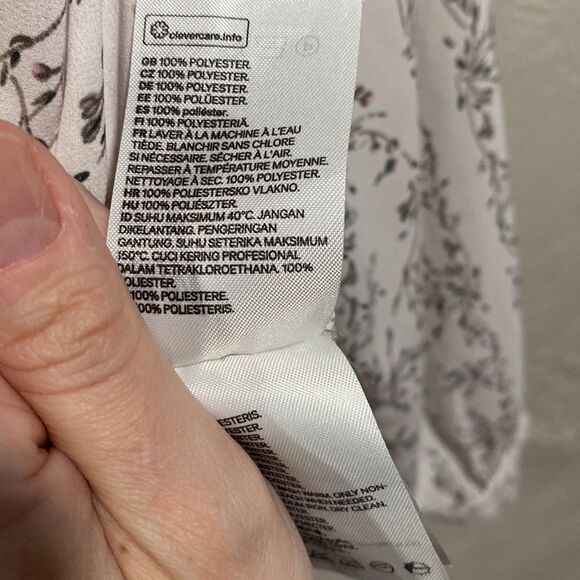 clevercare.info
GB 100% POLYESTER.
CZ 100% POLYESTER.
DE 100% POLYESTER.
EE 100% POLÜESTER.
ES 100% poliéster.
FI 100% POLYESTERIÄ.
FR LAVER À LA MACHINE À L'EAU
TIÈDE. BLANCHIR SANS CHLORE
SI NÉCESSAIRE. SÉCHER À L'AIR.
REPASSER À TEMPÉRATURE MOYENNE.
NETTOYAGE À SEC. 100% POLYESTER.
HR 100% POLIESTERSKO VLAKNO.
HU 100% POLIÉSZTER.
ID SUHU MAKSIMUM 40°C. JANGAN
DIKELANTANG. PENGERINGAN
GANTUNG. SUHU SETERIKA MAKSIMUM
150°C. CUCI KERING PROFESIONAL
DALAM TETRAKLOROETHANA. 100%
POLIESTER.
100% POLIESTERE.
100% POLIESTERIS.
WARM. ONLY NON-
WHEN NEEDED.
IRON. DRY CLEAN.